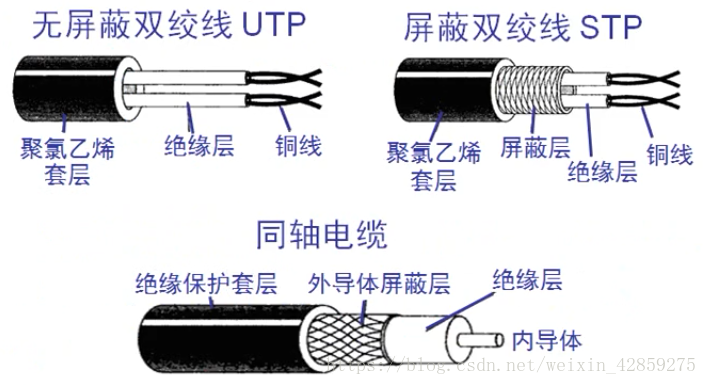 无屏蔽双绞线 UTP
屏蔽双绞线 STP
聚氯乙烯
套层
绝缘层
铜线
聚氯乙烯
套层
屏蔽层
绝缘层
铜线
同轴电缆
绝缘保护套层
外导体屏蔽层
绝缘层
内导体
https://blog.csdn.net/weixin_42859275